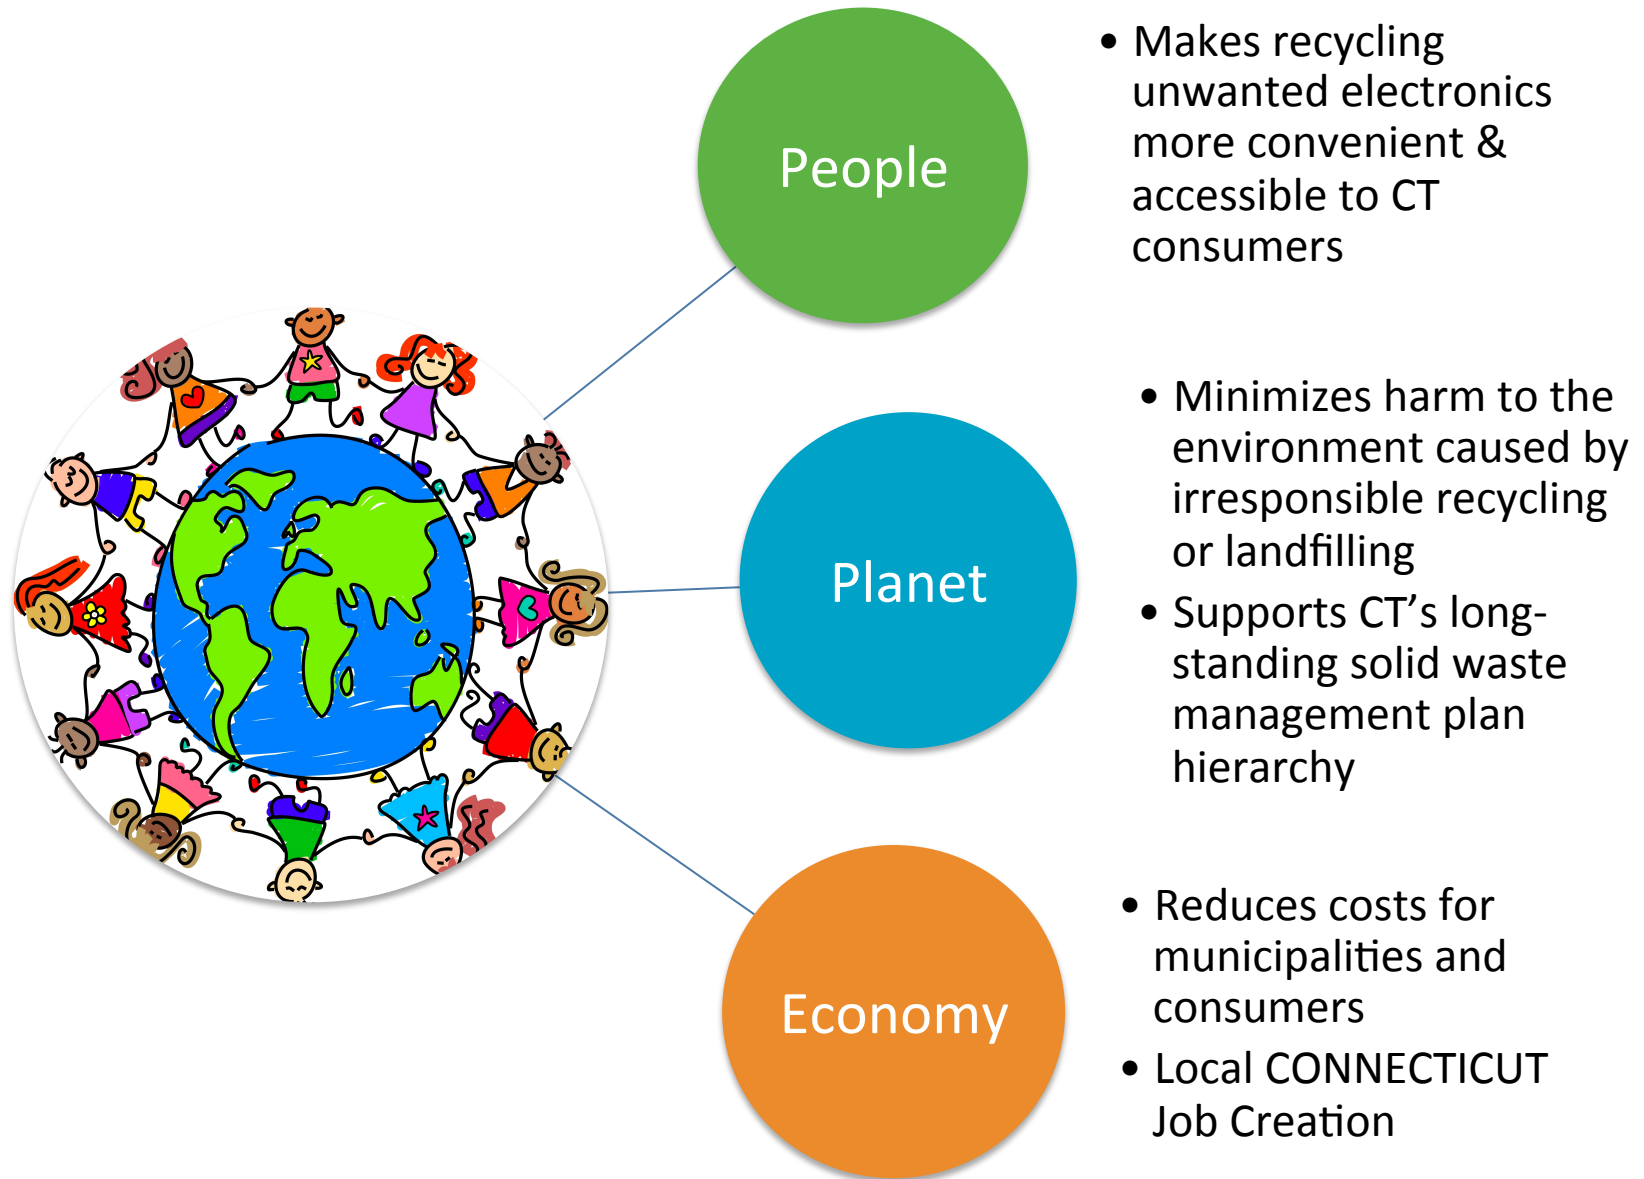 People
• Makes recycling
unwanted electronics
more convenient &
accessible to CT
consumers
Planet
• Minimizes harm to the
environment caused by
irresponsible recycling
or landfilling
• Supports CT’s long-
standing solid waste
management plan
hierarchy
Economy
• Reduces costs for
municipalities and
consumers
• Local CONNECTICUT
Job Creation